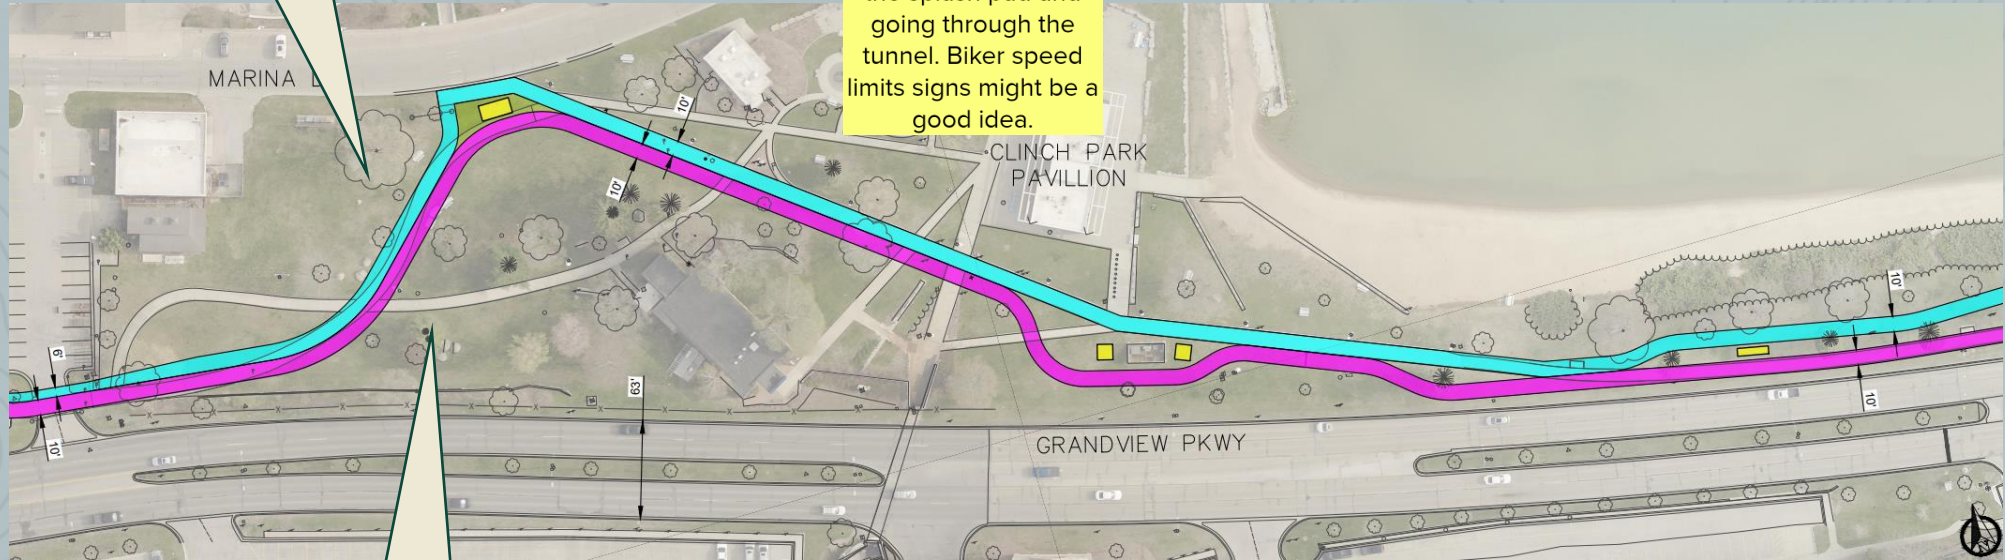 going through the
tunnel. Biker speed
limits signs might be a
good idea.
MARINA
10'
10'
CLINCH PARK
PAVILLION
10'
6'
63'
10'
10'
GRANDVIEW PKWY